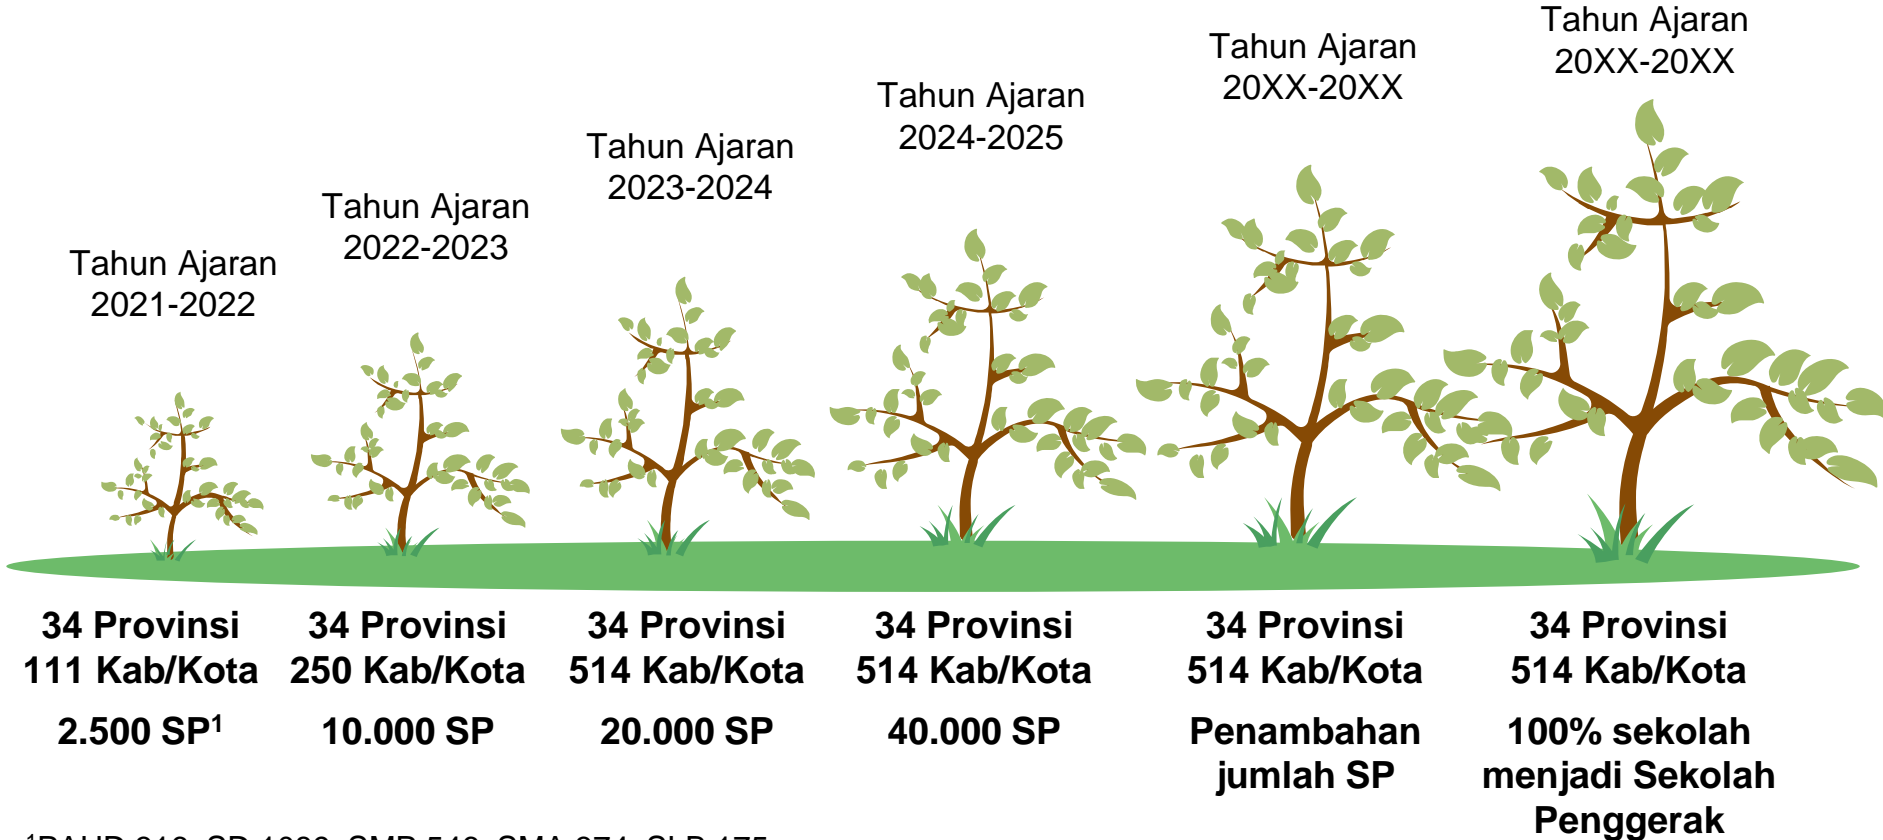 Tahun Ajaran
2021-2022
Tahun Ajaran
2022-2023
Tahun Ajaran
2023-2024
Tahun Ajaran
2024-2025
Tahun Ajaran
20XX-20XX
Tahun Ajaran
20XX-20XX
34 Provinsi
111 Kab/Kota
2.500 SP¹
34 Provinsi
250 Kab/Kota
10.000 SP
34 Provinsi
514 Kab/Kota
20.000 SP
34 Provinsi
514 Kab/Kota
40.000 SP
34 Provinsi
514 Kab/Kota
Penambahan
jumlah SP
34 Provinsi
514 Kab/Kota
100% sekolah
menjadi Sekolah
Penggerak